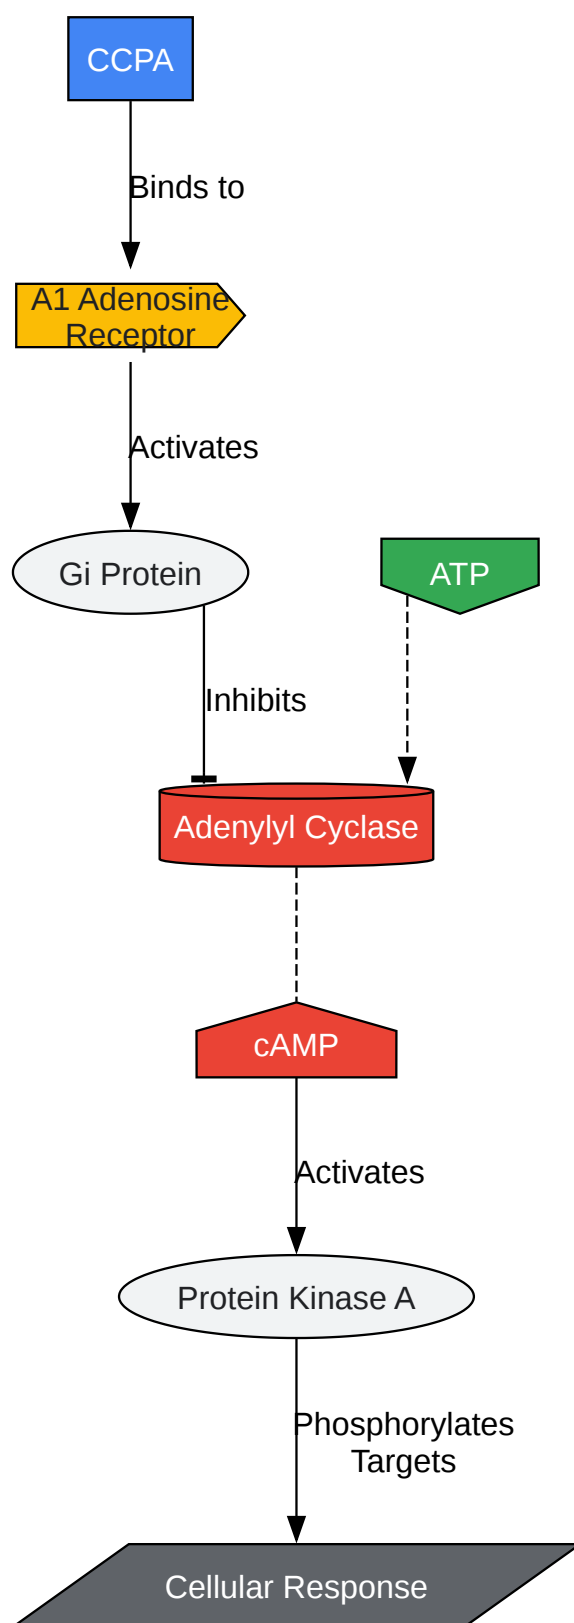 CCPA
Binds to
A1 Adenosine
Receptor
Activates
Gi Protein
ATP
Inhibits
Adenylyl Cyclase
cAMP
Activates
Protein Kinase A
Phosphorylates
Targets
Cellular Response